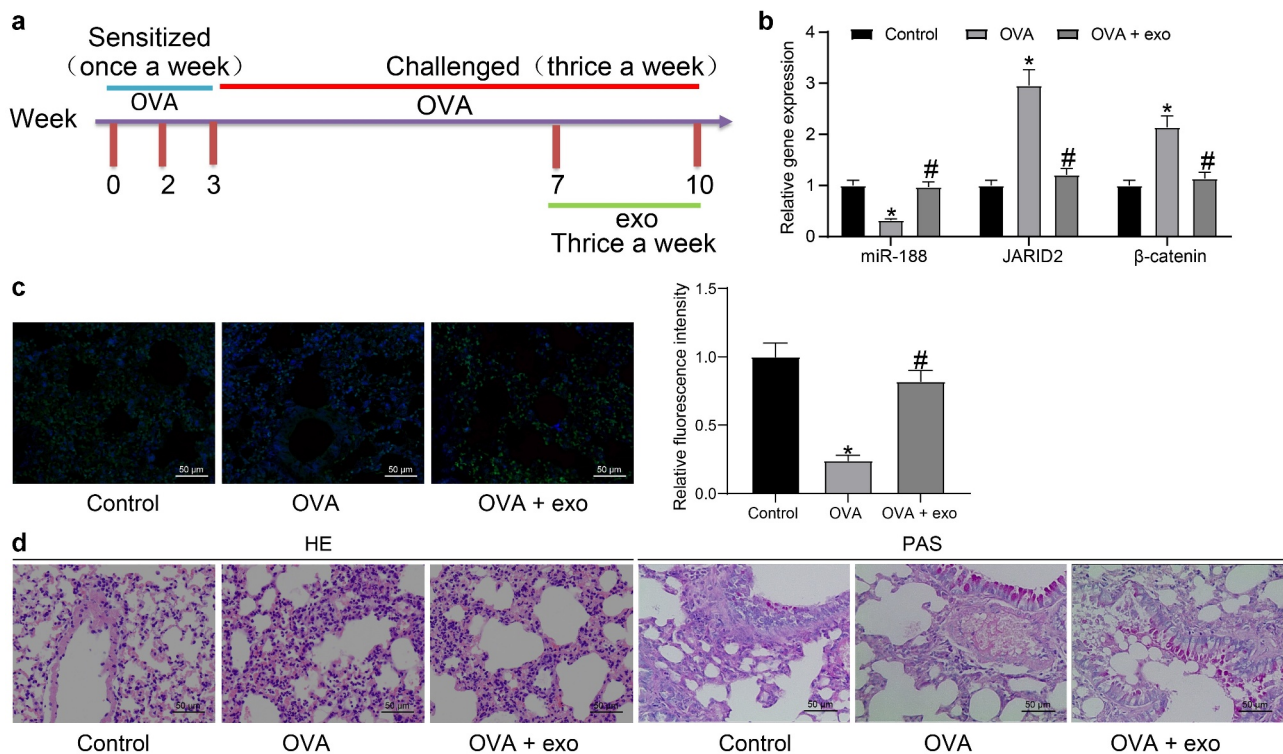 a
Sensitized
（once a week）
OVA
Challenged（thrice a week）
OVA
Week
0 2 3 7 10
exo
Thrice a week
b
Control OVA OVA + exo
Relative gene expression
4
3
2
1
0
* # * # * #
miR-188 JARID2 β-catenin
c
50 μm 50 μm 50 μm
Control OVA OVA + exo
Relative fluorescence intensity
1.5
1.0
0.5
0.0
* #
Control OVA OVA + exo
d
HE PAS
50 μm 50 μm 50 μm 50 μm 50 μm 50 μm
Control OVA OVA + exo Control OVA OVA + exo